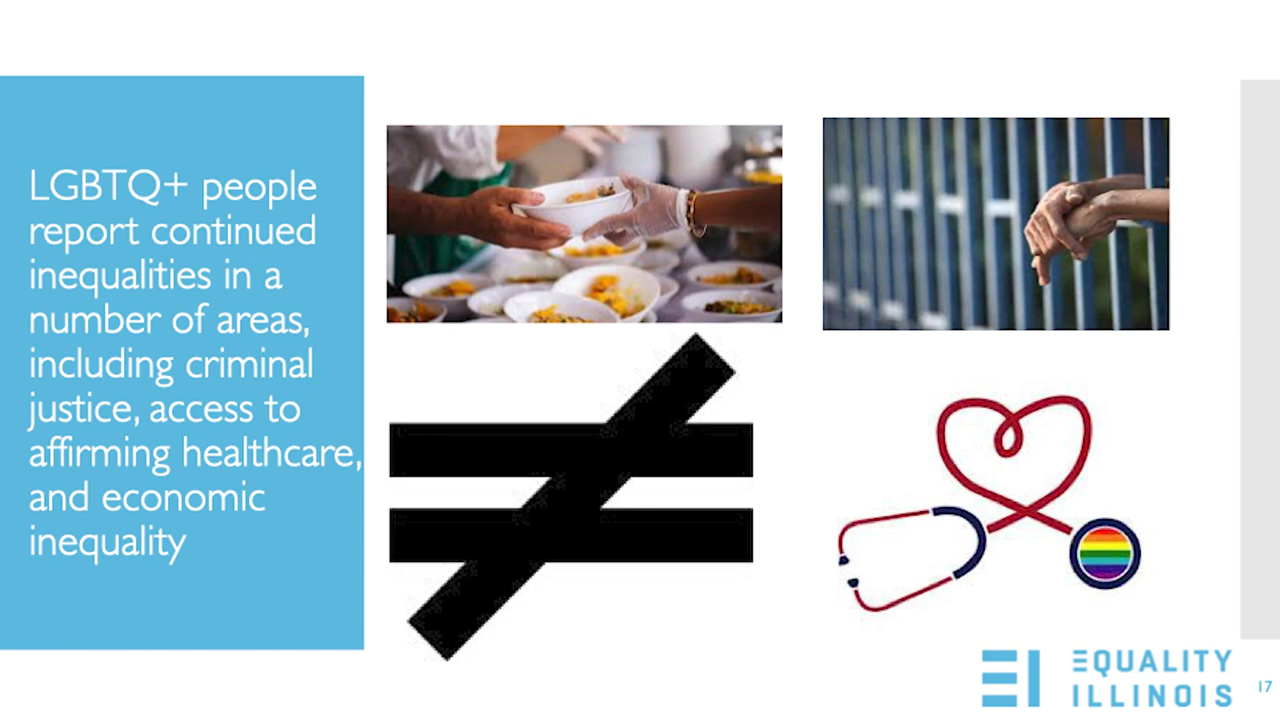 LGBTQ+ people
report continued
inequalities in a
number of areas,
including criminal
justice, access to
affirming healthcare,
and economic
inequality
EI EQUALITY
ILLINOIS
17